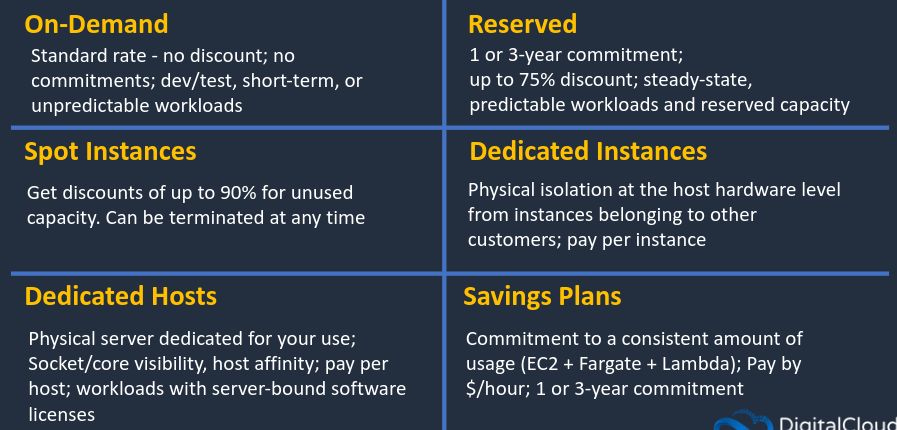 On-Demand
Standard rate - no discount; no
commitments; dev/test, short-term, or
unpredictable workloads
Reserved
1 or 3-year commitment;
up to 75% discount; steady-state,
predictable workloads and reserved capacity
Spot Instances
Get discounts of up to 90% for unused
capacity. Can be terminated at any time
Dedicated Instances
Physical isolation at the host hardware level
from instances belonging to other
customers; pay per instance
Dedicated Hosts
Physical server dedicated for your use;
Socket/core visibility, host affinity; pay per
host; workloads with server-bound software
licenses
Savings Plans
Commitment to a consistent amount of
usage (EC2 + Fargate + Lambda); Pay by
$/hour; 1 or 3-year commitment
DigitalCloud